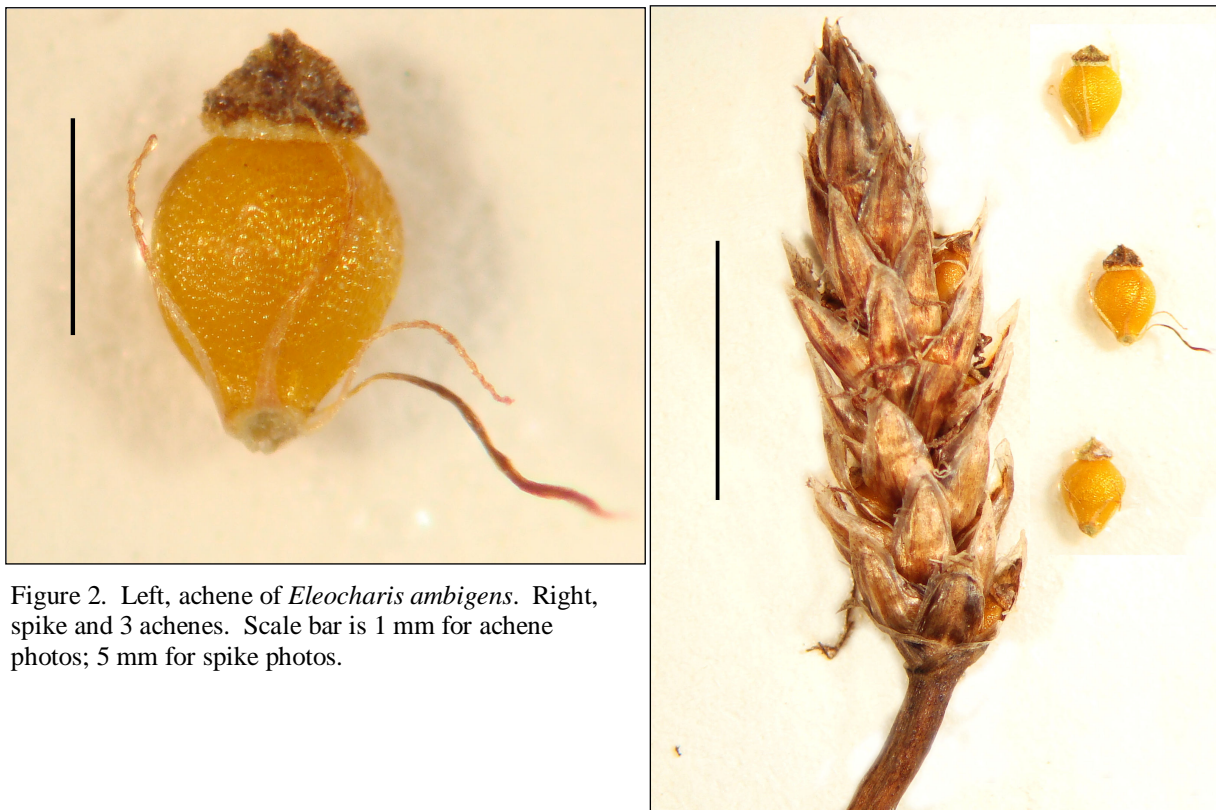 Figure 2.  Left, achene of Eleocharis ambigens.  Right,
spike and 3 achenes.  Scale bar is 1 mm for achene
photos; 5 mm for spike photos.